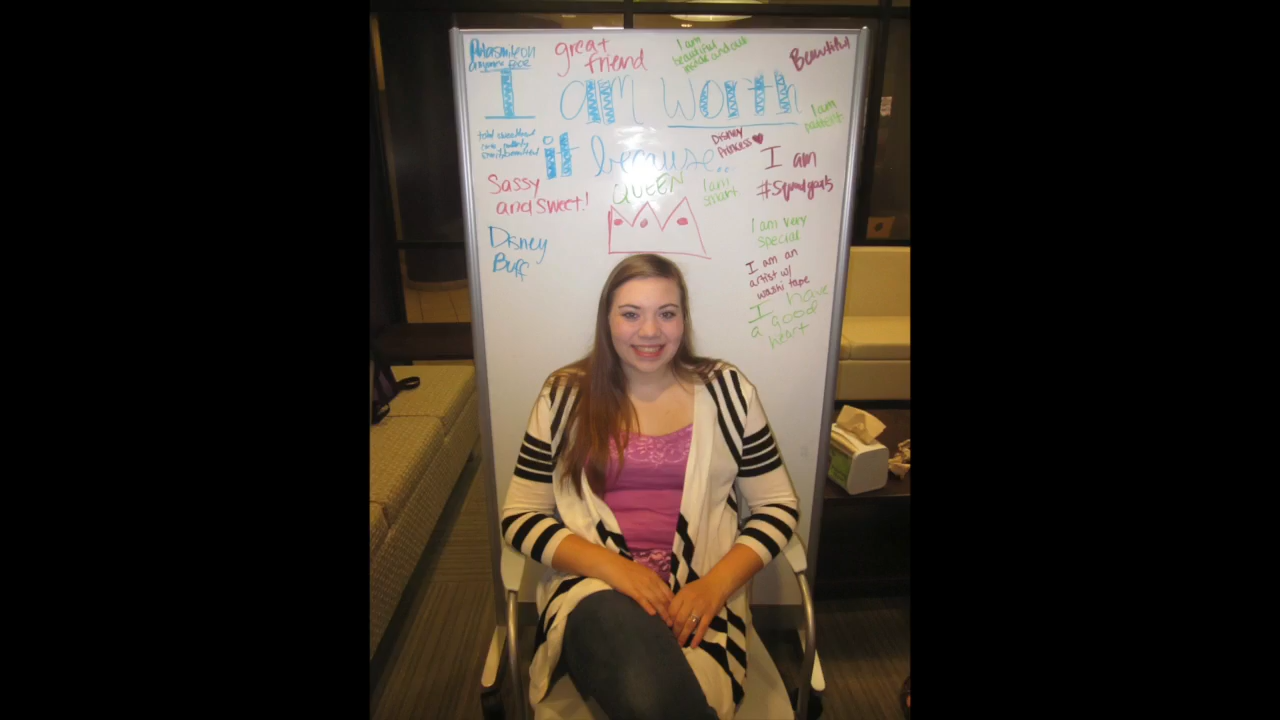 great
friend
I am
beautiful
inside and out
Beautiful
I am worth
I am
it because...
Disney
Princess
I am
#Squadgoals
Sassy
and Sweet!
QUEEN
I am
smart
Disney
Buff
I am very
special
I am an
artist w/
washi tape
I have
a good
heart